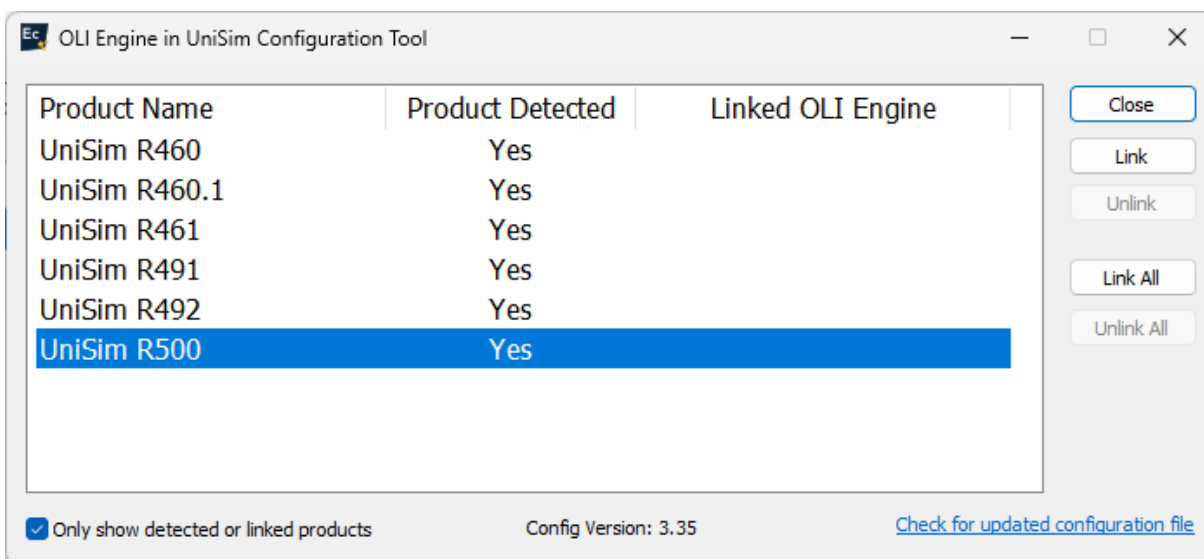 Ec OLI Engine in UniSim Configuration Tool
Product Name Product Detected Linked OLI Engine
UniSim R460 Yes
UniSim R460.1 Yes
UniSim R461 Yes
UniSim R491 Yes
UniSim R492 Yes
UniSim R500 Yes
Close
Link
Unlink
Link All
Unlink All
Only show detected or linked products Config Version: 3.35 Check for updated configuration file